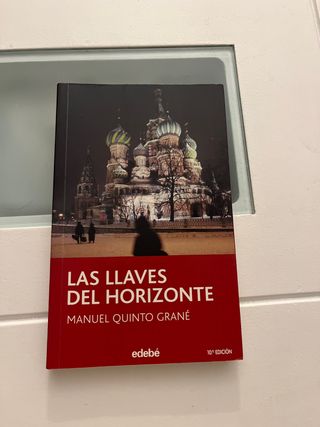 LAS LLAVES
DEL HORIZONTE
MANUEL QUINTO GRANÉ
edebé
10ª EDICIÓN